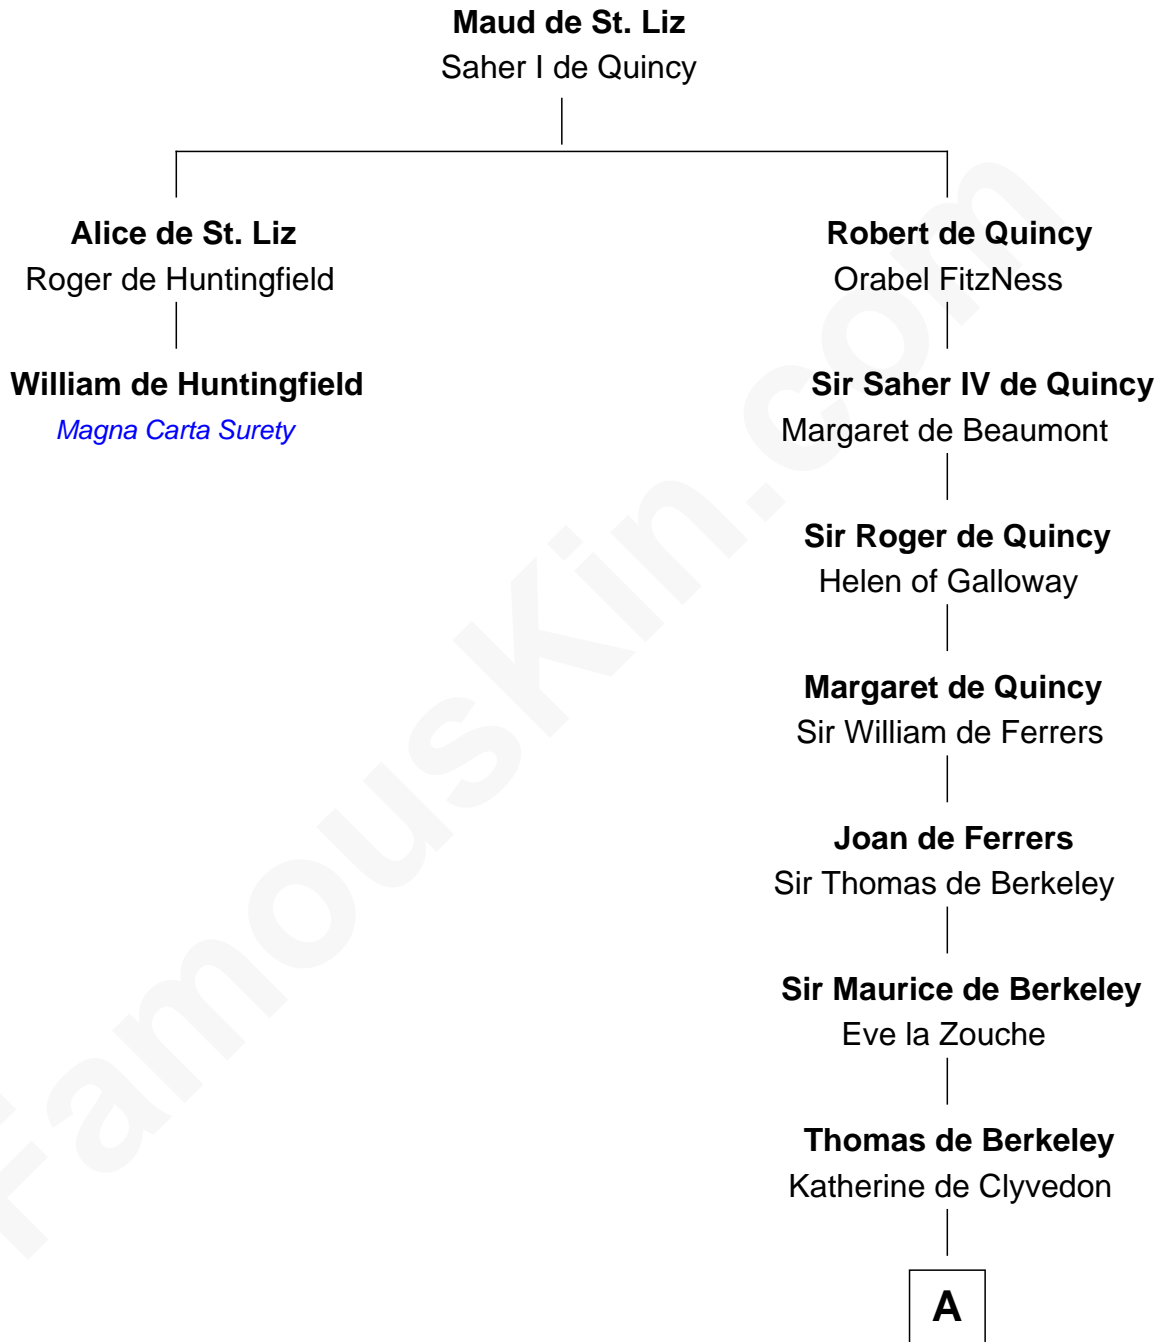 Maud de St. Liz
Saher I de Quincy
Alice de St. Liz
Roger de Huntingfield
William de Huntingfield
Magna Carta Surety
Robert de Quincy
Orabel FitzNess
Sir Saher IV de Quincy
Margaret de Beaumont
Sir Roger de Quincy
Helen of Galloway
Margaret de Quincy
Sir William de Ferrers
Joan de Ferrers
Sir Thomas de Berkeley
Sir Maurice de Berkeley
Eve la Zouche
Thomas de Berkeley
Katherine de Clyvedon
A
FamousKin.com